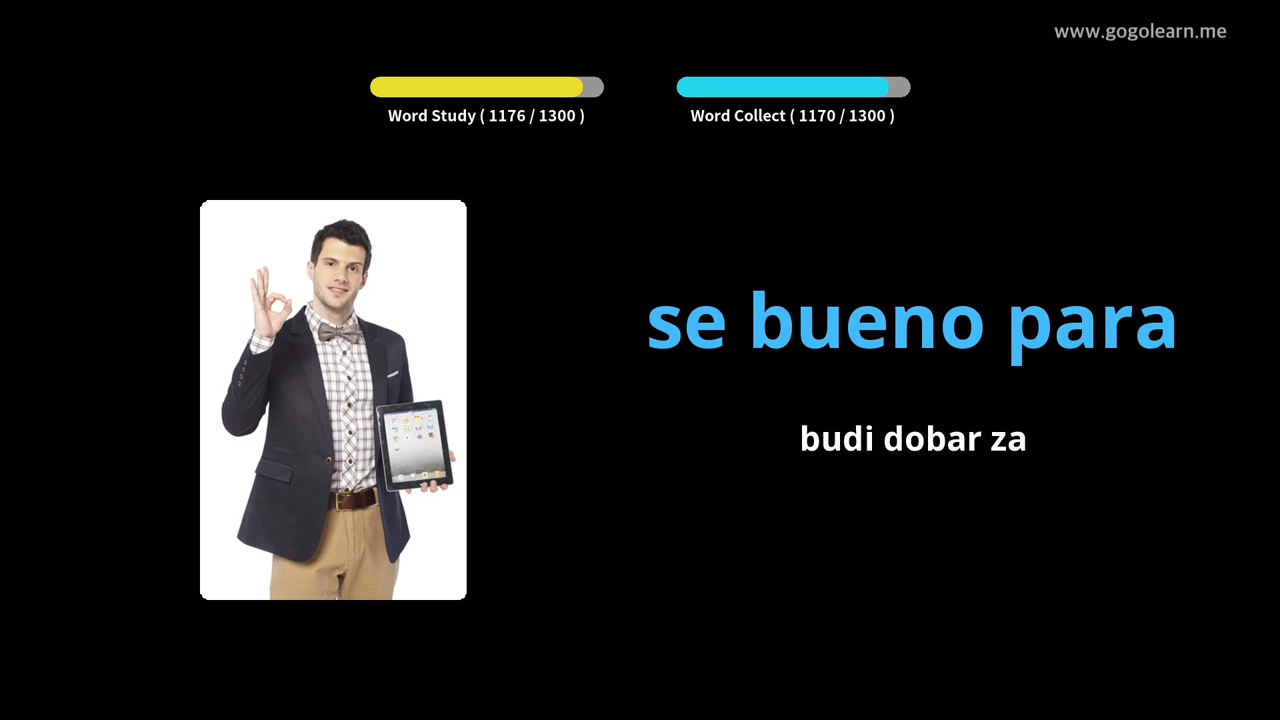 www.gogolearn.me
Word Study ( 1176 / 1300 )
Word Collect ( 1170 / 1300 )
se bueno para
budi dobar za